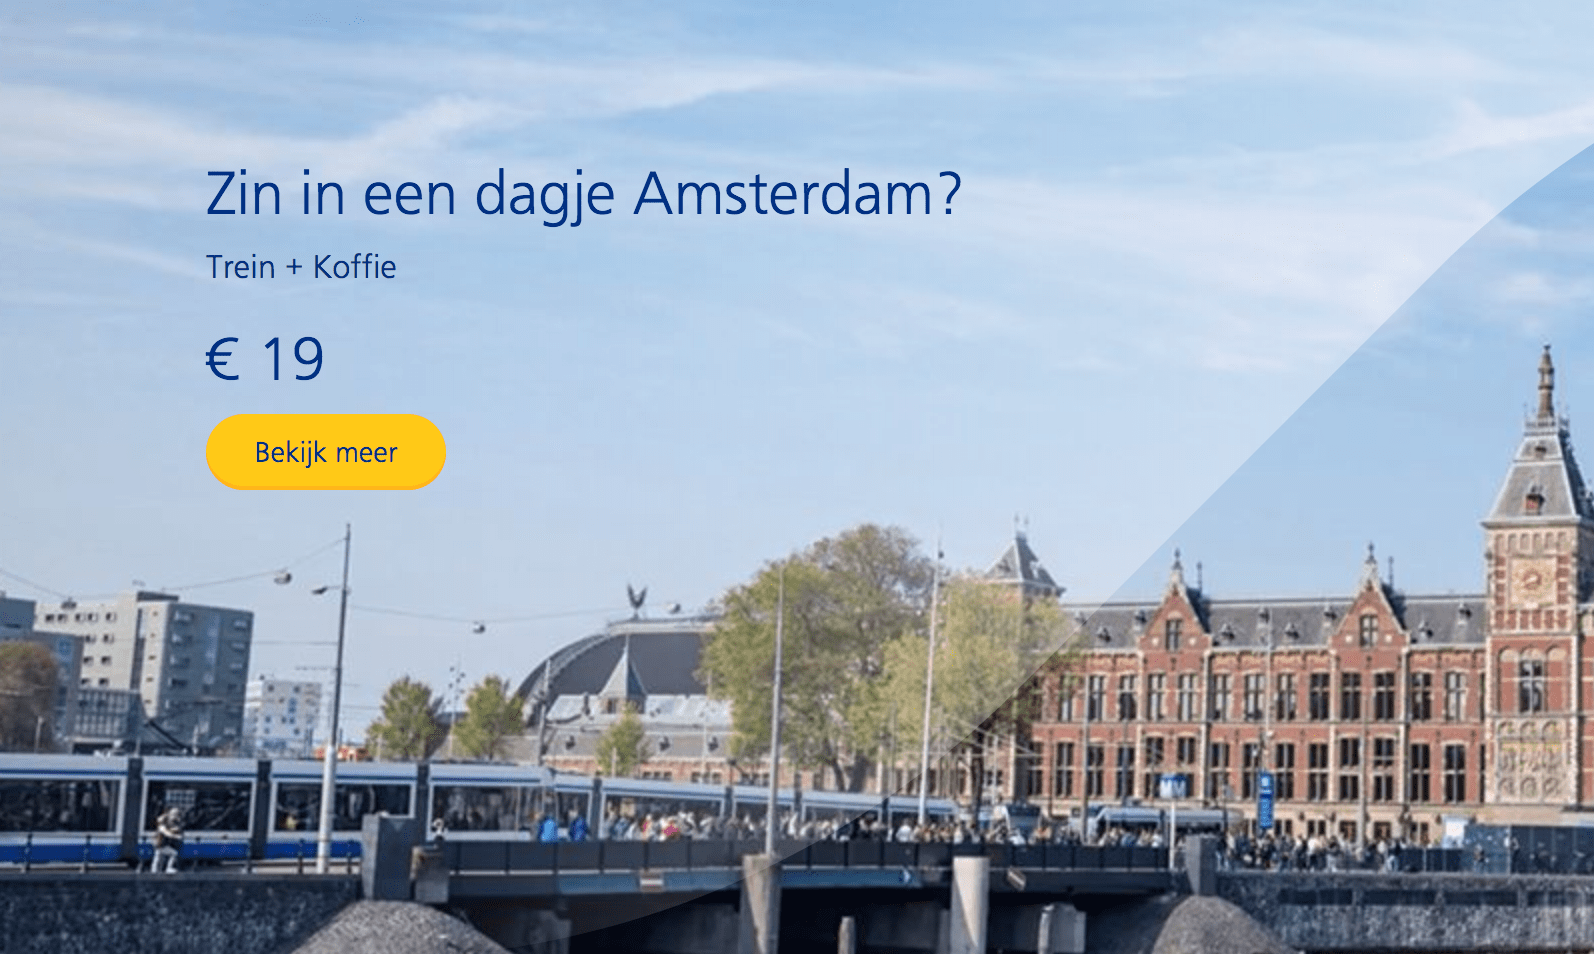 Zin in een dagje Amsterdam?
Trein + Koffie
€ 19
Bekijk meer